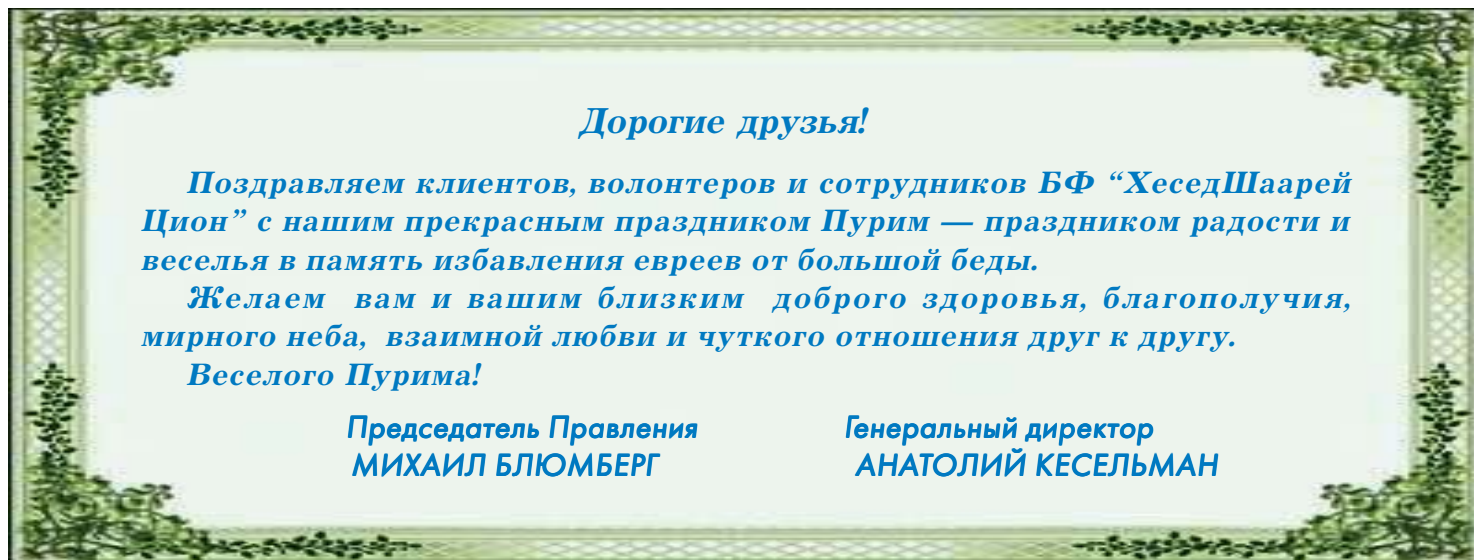 Дорогие друзья!
Поздравляем клиентов, волонтеров и сотрудников БФ “ХеседШаарей
Цион” с нашим прекрасным праздником Пурим — праздником радости и
веселья в память избавления евреев от большой беды.
Желаем вам и вашим близким доброго здоровья, благополучия,
мирного неба, взаимной любви и чуткого отношения друг к другу.
Веселого Пурима!
Председатель Правления Генеральный директор
МИХАИЛ БЛЮМБЕРГ АНАТОЛИЙ КЕСЕЛЬМАН